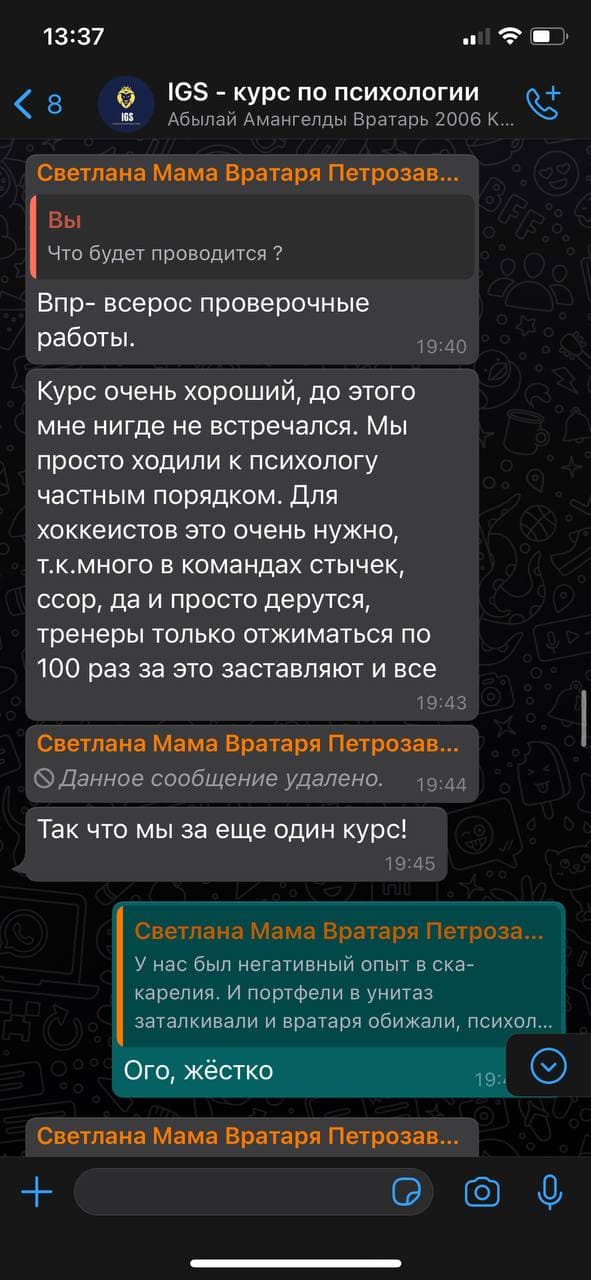 13:37
8
IGS
IGS - курс по психологии
Абылай Амангелды Вратарь 2006 К...
Светлана Мама Вратаря Петрозав...
Вы
Что будет проводится ?
Впр- всерос проверочные
работы.
19:40
Курс очень хороший, до этого
мне нигде не встречался. Мы
просто ходили к психологу
частным порядком. Для
хоккеистов это очень нужно,
т.к.много в командах стычек,
ссор, да и просто дерутся,
тренеры только отжиматься по
100 раз за это заставляют и все
19:43
Светлана Мама Вратаря Петрозав...
Данное сообщение удалено.
19:44
Так что мы за еще один курс!
19:45
Светлана Мама Вратаря Петроза...
У нас был негативный опыт в ска-
карелия. И портфели в унитаз
заталкивали и вратаря обижали, психол...
Ого, жёстко
19:4
Светлана Мама Вратаря Петрозав...